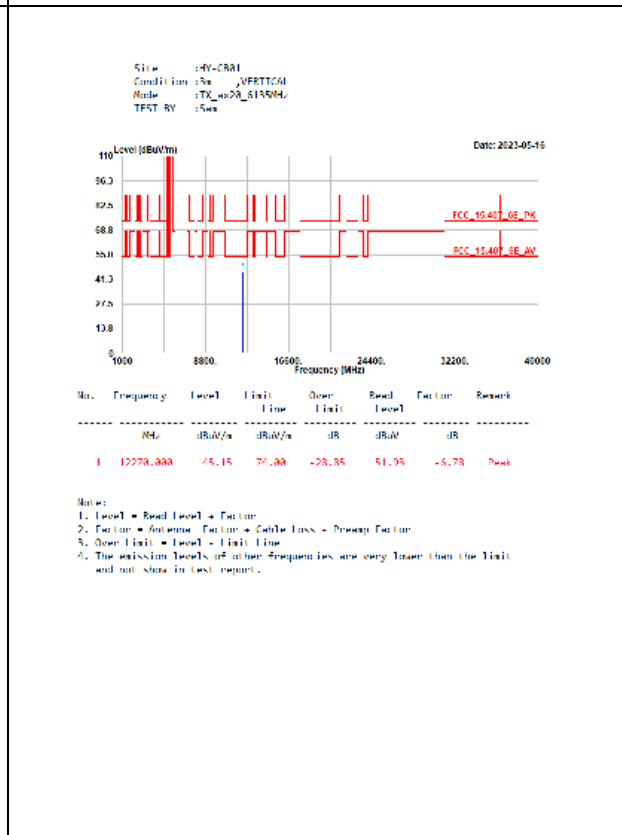 Site :HY-CB01
Condition :3m ,VERTICAL
Mode :TX_ax20_6135MHz
TEST BY :Sam
Level (dBuV/m)
Date: 2023-05-16
110
96.3
82.5
FCC_15.407_6E_PK
68.8
FCC_15.407_6E_AV
55.0
1
41.3
27.5
13.8
0
1000 8800. 16600. 24400. 32200. 40000
Frequency (MHz)
No. Frequency Level Limit Over Read Factor Remark
Line Limit Level
MHz dBuV/m dBuV/m dB dBuV dB
1 12270.000 45.15 74.00 -28.85 51.93 -6.78 Peak
Note:
1. Level = Read Level + Factor
2. Factor = Antenna Factor + Cable Loss - Preamp Factor
3. Over Limit = Level - Limit Line
4. The emission levels of other frequencies are very lower than the limit
and not show in test report.